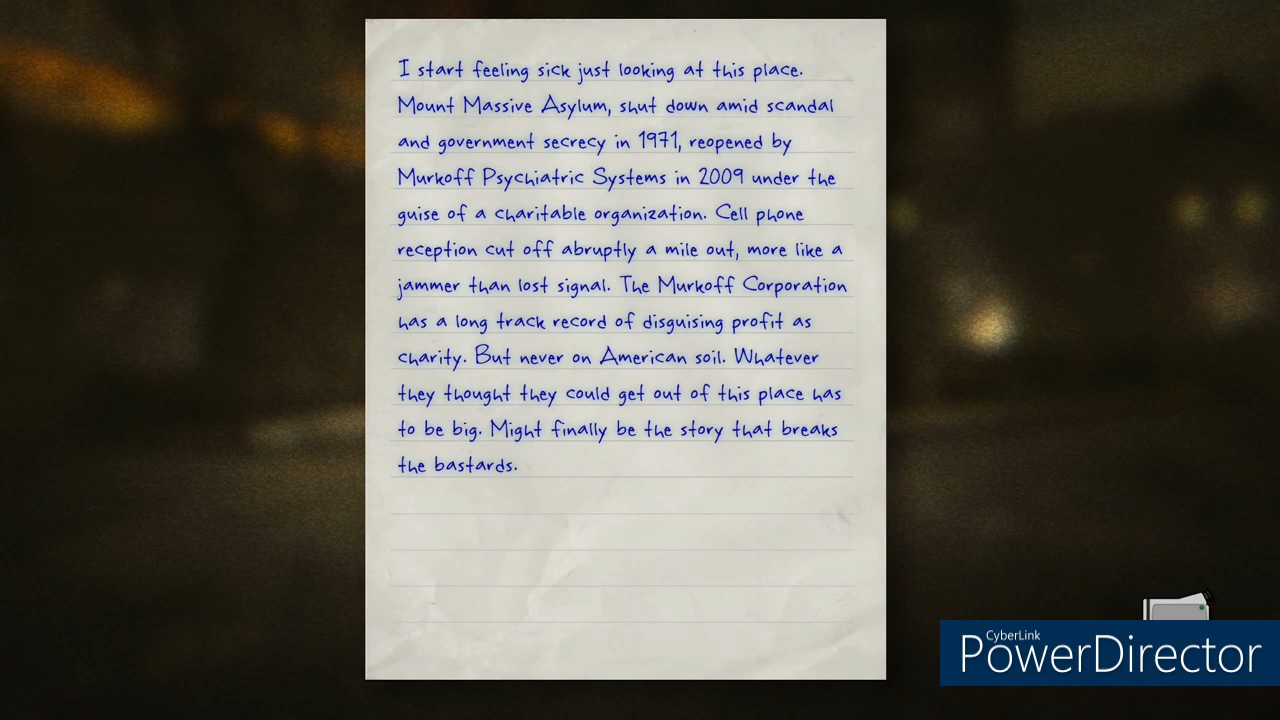 I start feeling sick just looking at this place.
Mount Massive Asylum, shut down amid scandal
and government secrecy in 1971, reopened by
Murkoff Psychiatric Systems in 2009 under the
guise of a charitable organization. Cell phone
reception cut off abruptly a mile out, more like a
jammer than lost signal. The Murkoff Corporation
has a long track record of disguising profit as
charity. But never on American soil. Whatever
they thought they could get out of this place has
to be big. Might finally be the story that breaks
the bastards.
CyberLink
PowerDirector